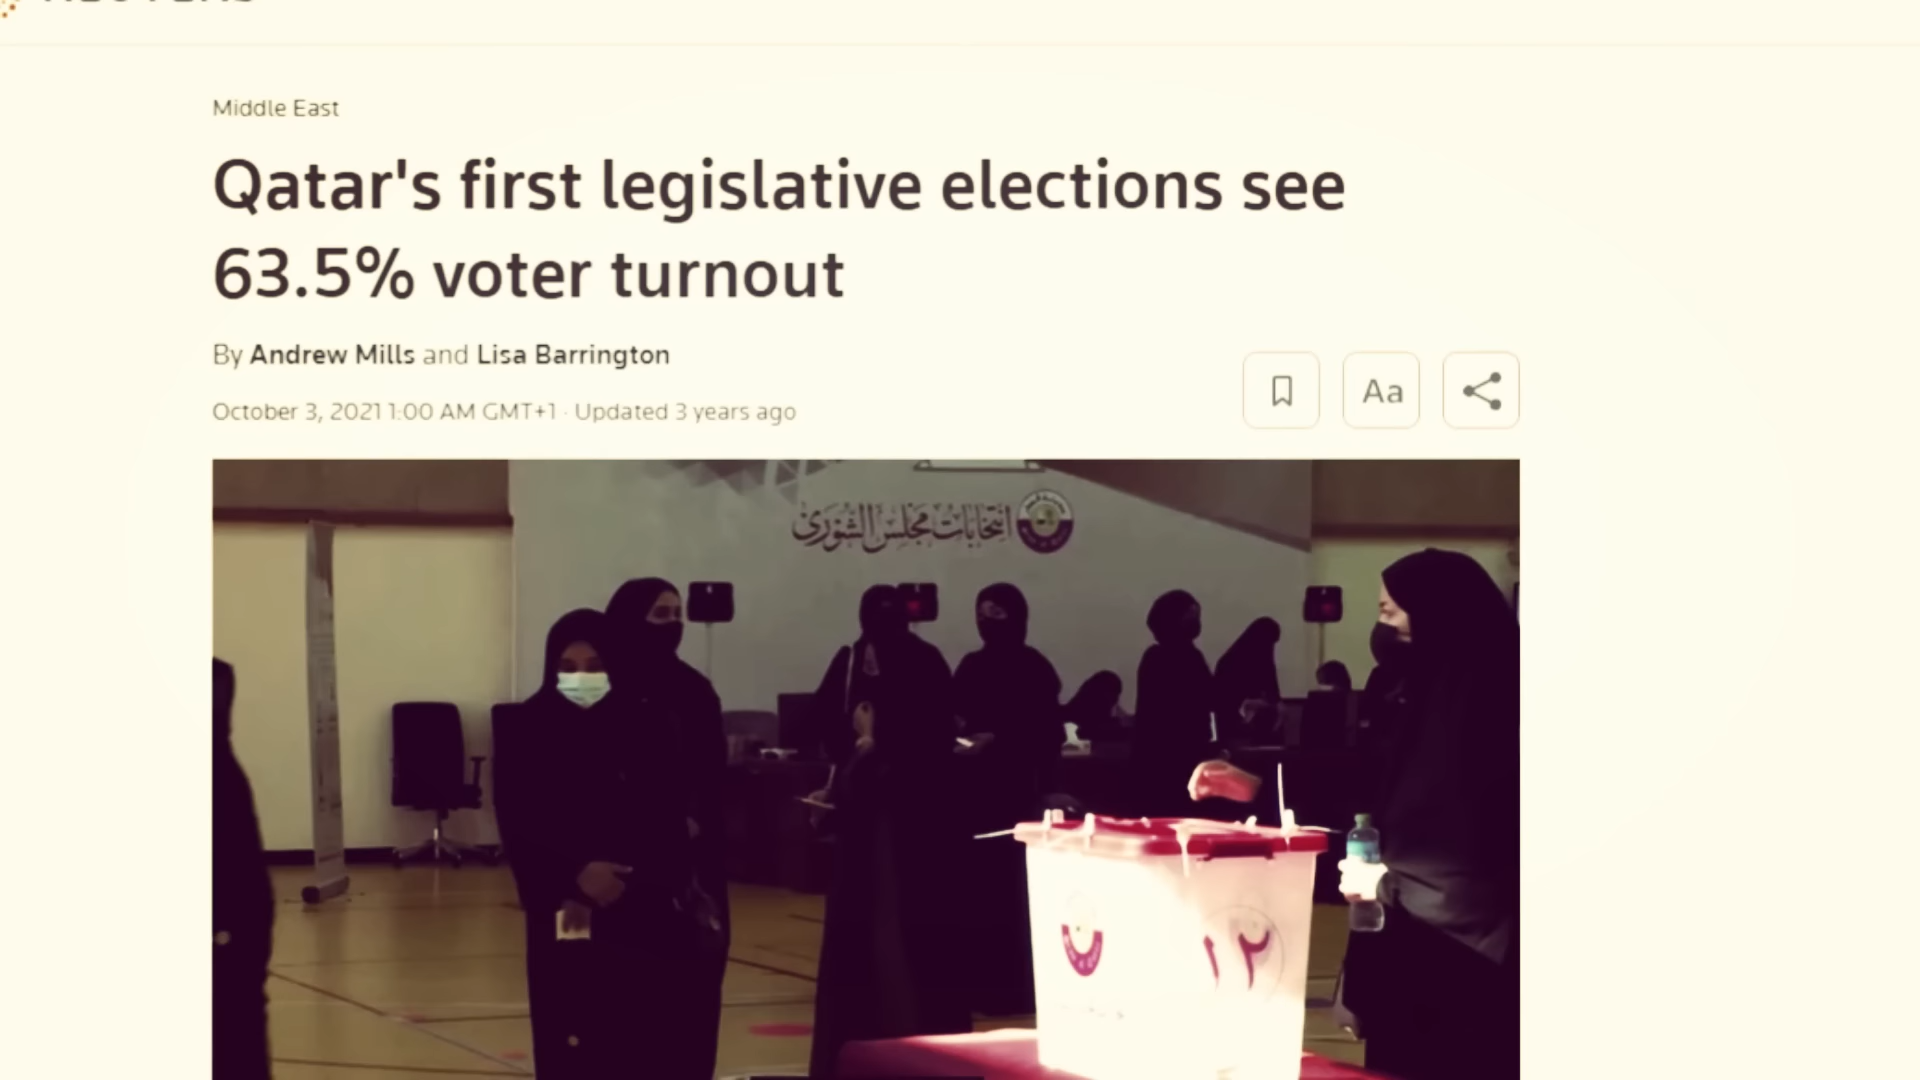 Middle East
Qatar's first legislative elections see
63.5% voter turnout
By Andrew Mills and Lisa Barrington
October 3, 2021 1:00 AM GMT+1 · Updated 3 years ago
Aa
انتخابات مجلس الشورى
١٢